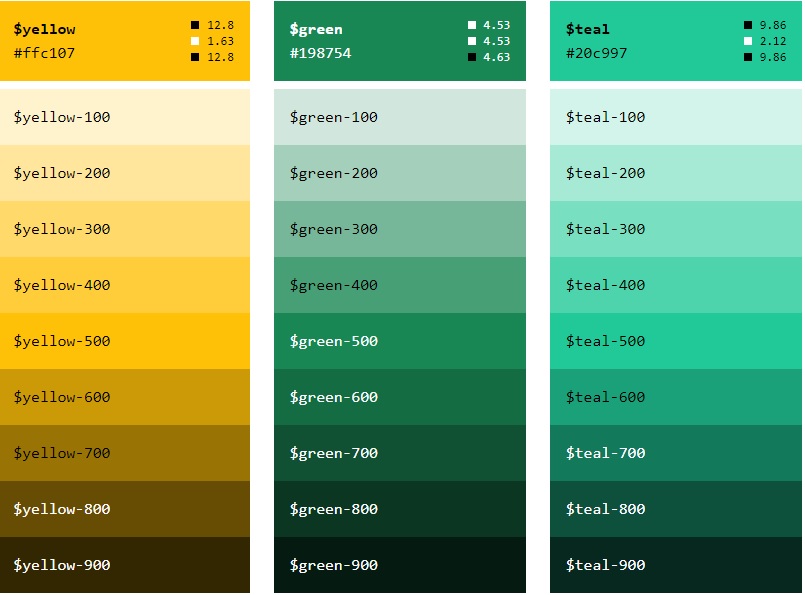 $yellow
#ffc107
12.8
1.63
12.8
$yellow-100
$yellow-200
$yellow-300
$yellow-400
$yellow-500
$yellow-600
$yellow-700
$yellow-800
$yellow-900
$green
#198754
4.53
4.53
4.63
$green-100
$green-200
$green-300
$green-400
$green-500
$green-600
$green-700
$green-800
$green-900
$teal
#20c997
9.86
2.12
9.86
$teal-100
$teal-200
$teal-300
$teal-400
$teal-500
$teal-600
$teal-700
$teal-800
$teal-900